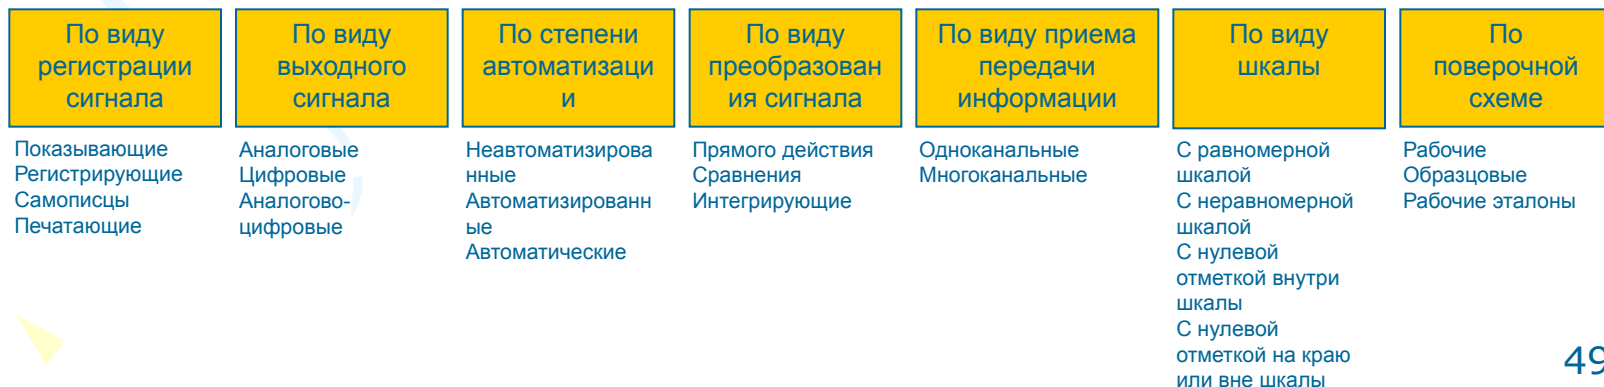 По виду
регистрации
сигнала
Показывающие
Регистрирующие
Самописцы
Печатающие
По виду
выходного
сигнала
Аналоговые
Цифровые
Аналогово-
цифровые
По степени
автоматизаци
и
Неавтоматизирова
нные
Автоматизированн
ые
Автоматические
По виду
преобразован
ия сигнала
Прямого действия
Сравнения
Интегрирующие
По виду приема
передачи
информации
Одноканальные
Многоканальные
По виду
шкалы
С равномерной
шкалой
С неравномерной
шкалой
С нулевой
отметкой внутри
шкалы
С нулевой
отметкой на краю
или вне шкалы
По
поверочной
схеме
Рабочие
Образцовые
Рабочие эталоны
49